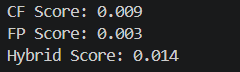 CF Score: 0.009
FP Score: 0.003
Hybrid Score: 0.014